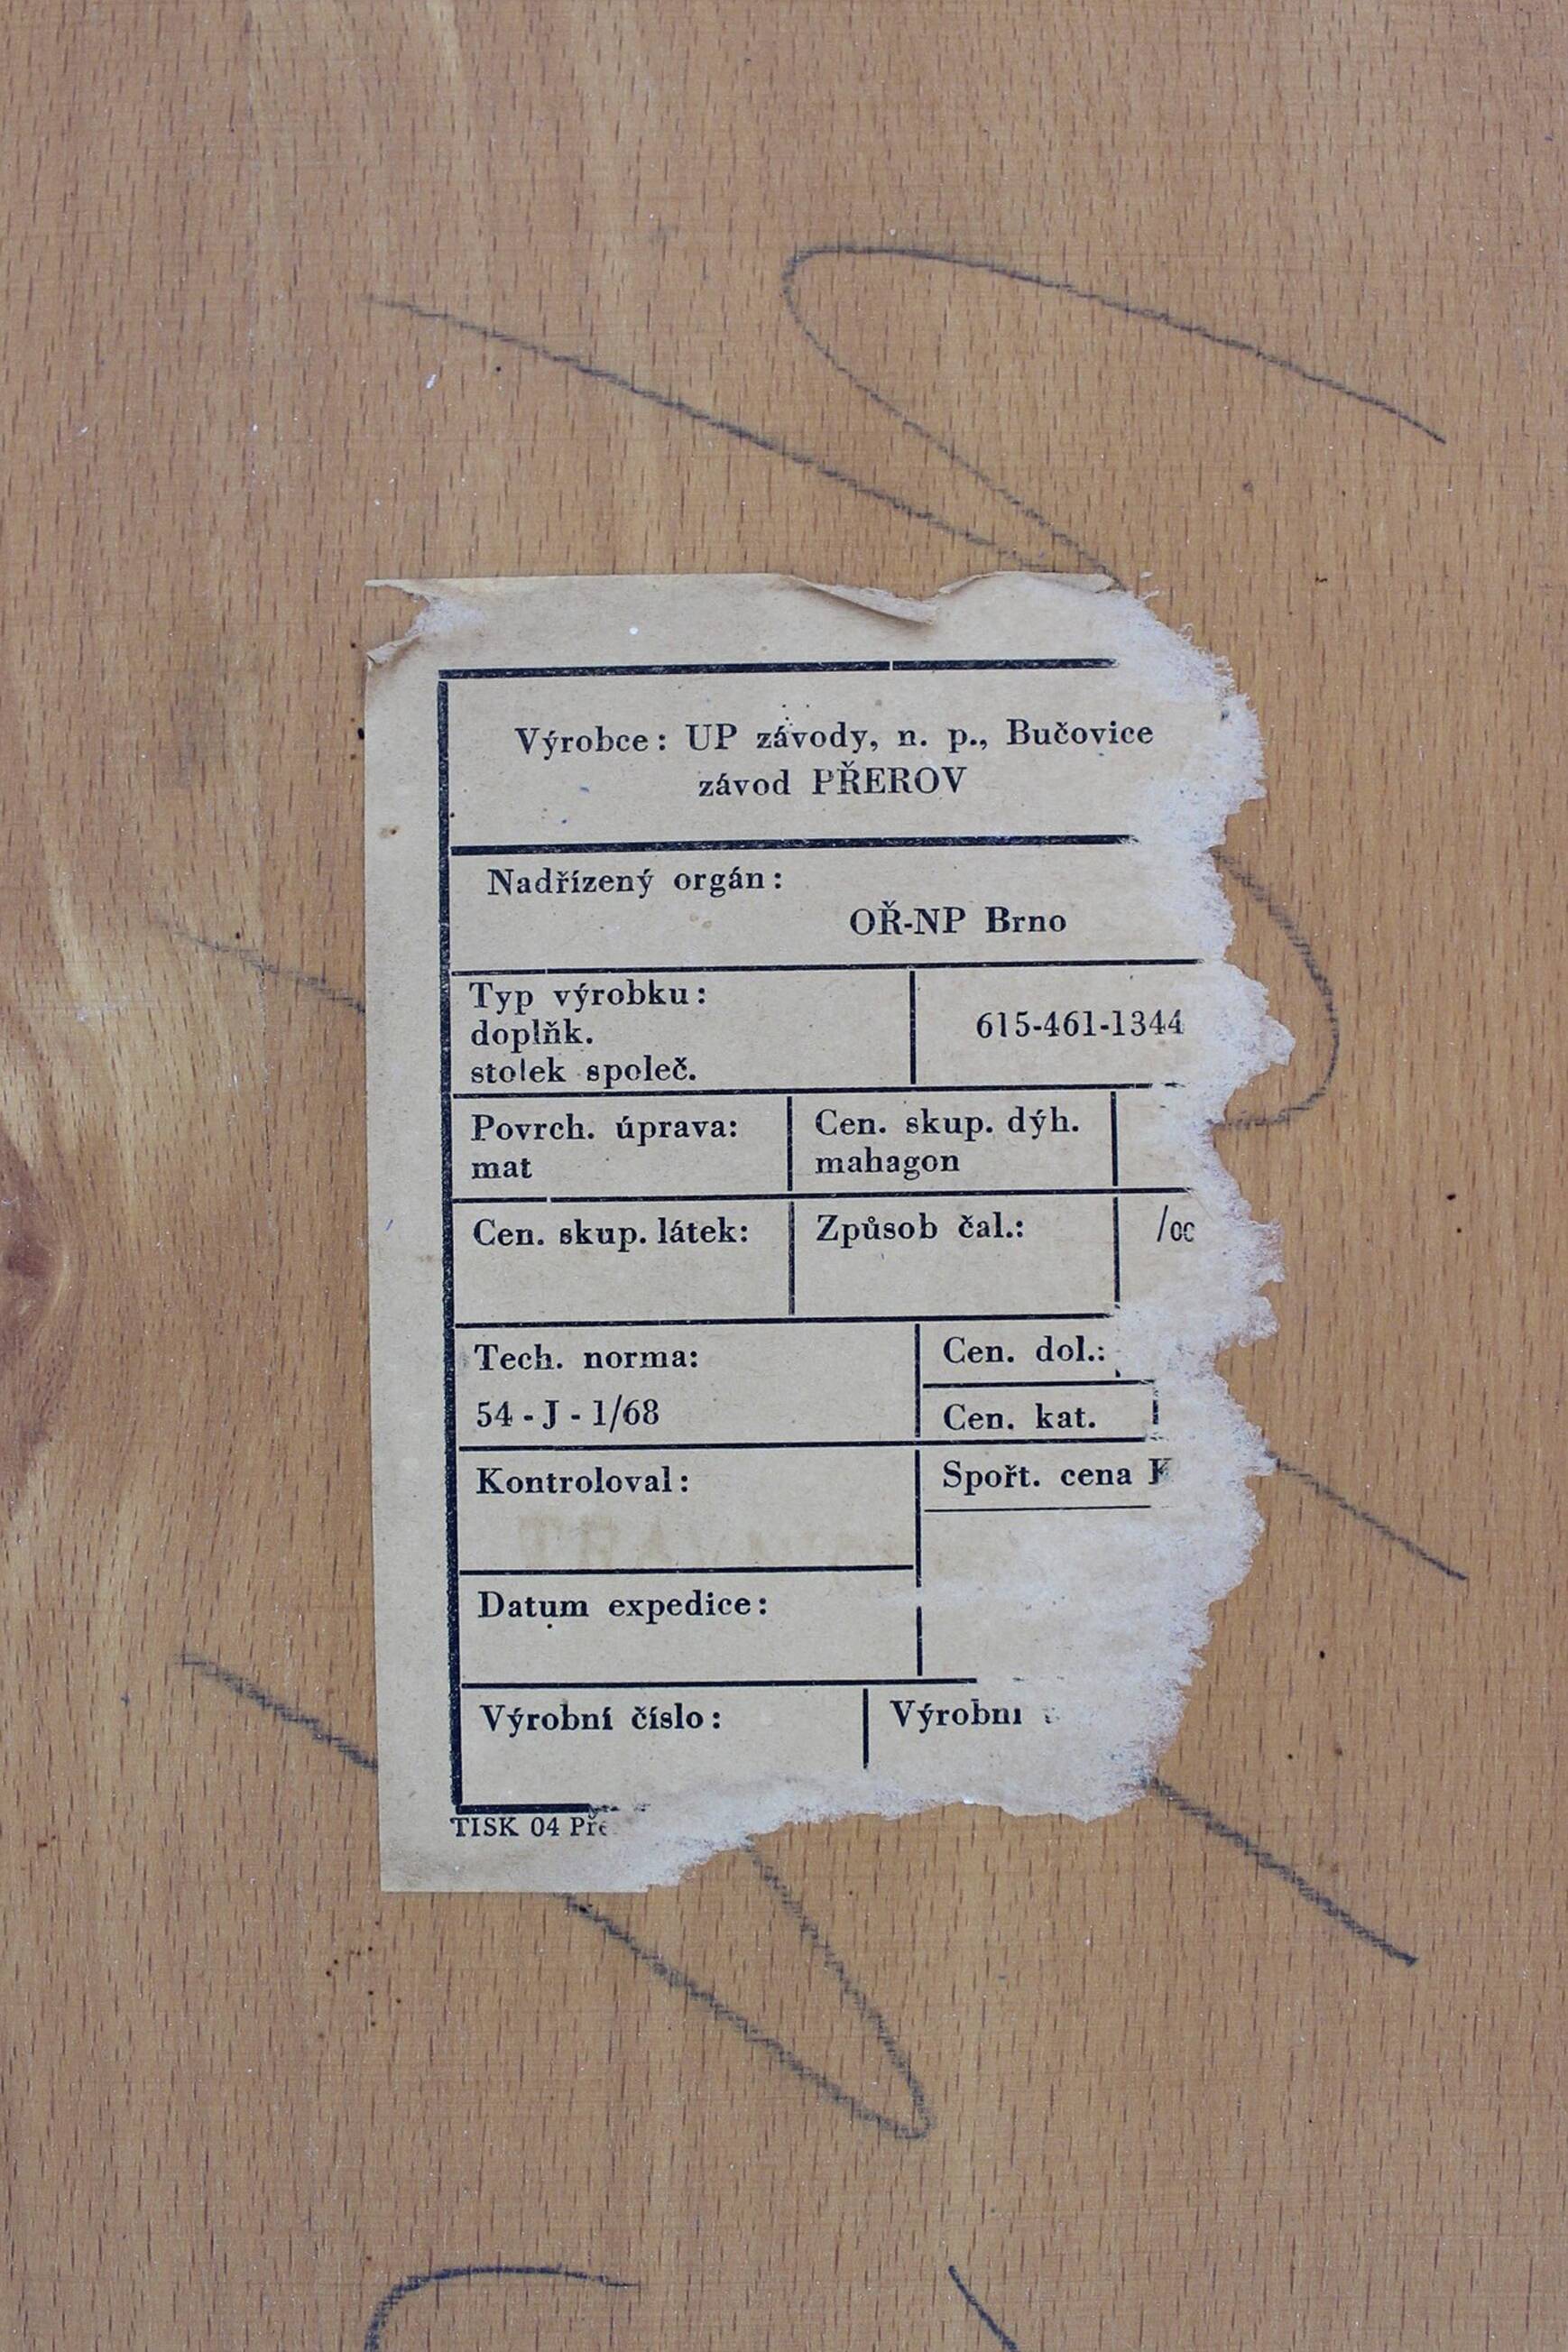 Výrobce: UP závody, n. p., Bučovice
závod PŘEROV
Nadřízený orgán:
OŘ-NP Brno
Typ výrobku:
doplňk.
stolek společ.
615-461-1344
Povrch. úprava:
mat
Cen. skup. dýh.
mahagon
Cen. skup. látek:
Způsob čal.:
Tech. norma:
54 - J - 1/68
Cen. dol.:
Cen. kat.
Kontroloval:
Spořt. cena
Datum expedice:
Výrobní číslo:
Výrobní
TISK 04